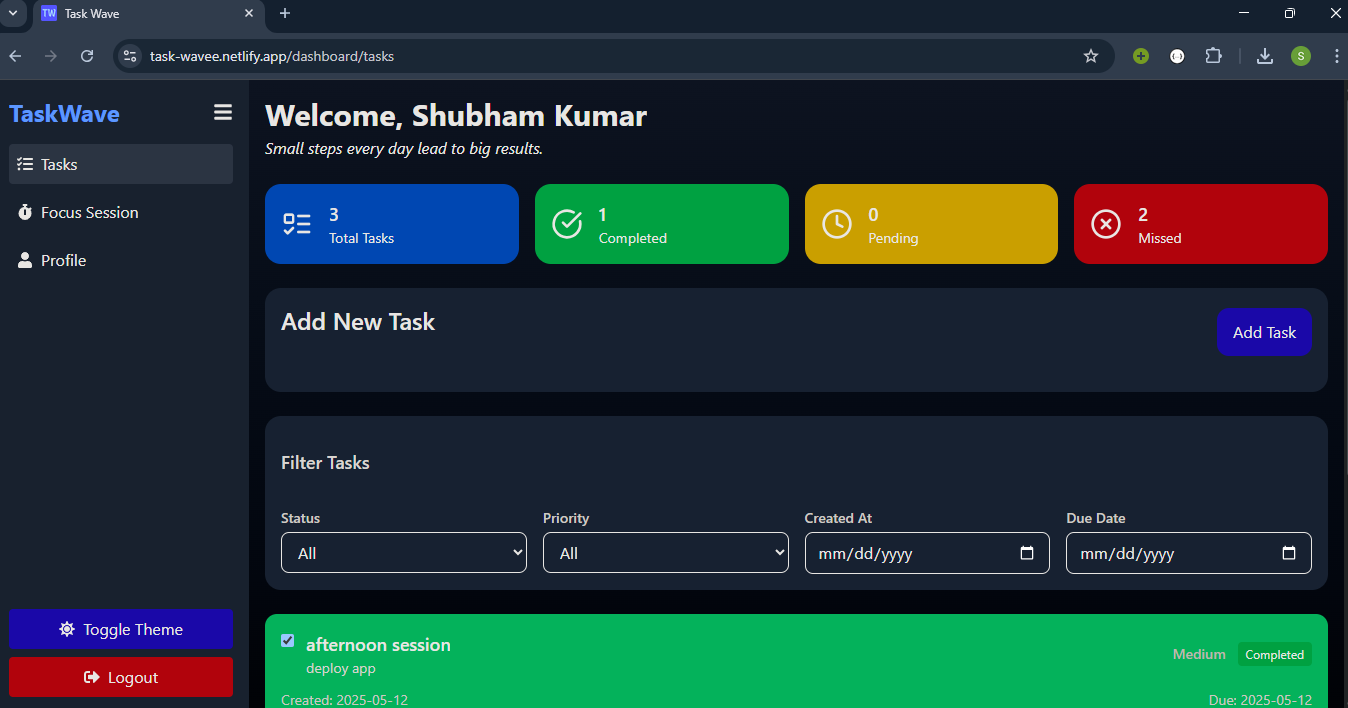 TW Task Wave
task-wavee.netlify.app/dashboard/tasks
S
TaskWave
Tasks
Focus Session
Profile
Toggle Theme
Logout
Welcome, Shubham Kumar
Small steps every day lead to big results.
3
Total Tasks
1
Completed
0
Pending
2
Missed
Add New Task
Add Task
Filter Tasks
Status
All
Priority
All
Created At
mm/dd/yyyy
Due Date
mm/dd/yyyy
afternoon session
deploy app
Medium Completed
Created: 2025-05-12
Due: 2025-05-12